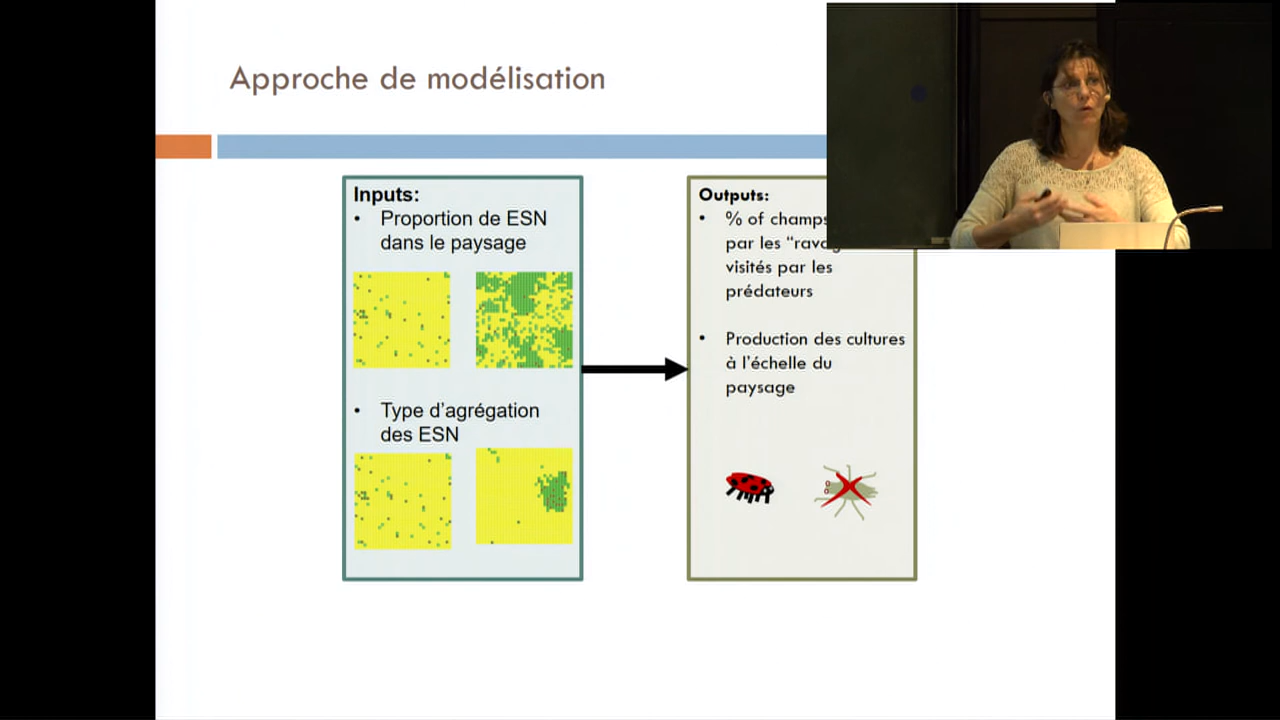 Approche de modélisation
Inputs:
• Proportion de ESN
dans le paysage
• Type d'agrégation
des ESN
Outputs:
• % of champs
par les
visités par les
prédateurs
• Production des cultures
à l'échelle du
paysage